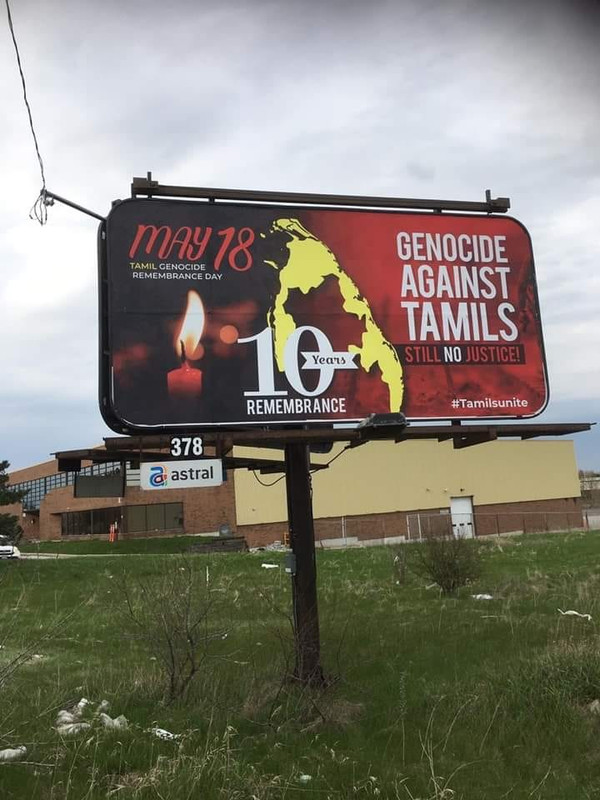 MAY 18
TAMIL GENOCIDE
REMEMBRANCE DAY
10
Years
REMEMBRANCE
GENOCIDE
AGAINST
TAMILS
STILL NO JUSTICE!
#Tamilsunite
378
a astral